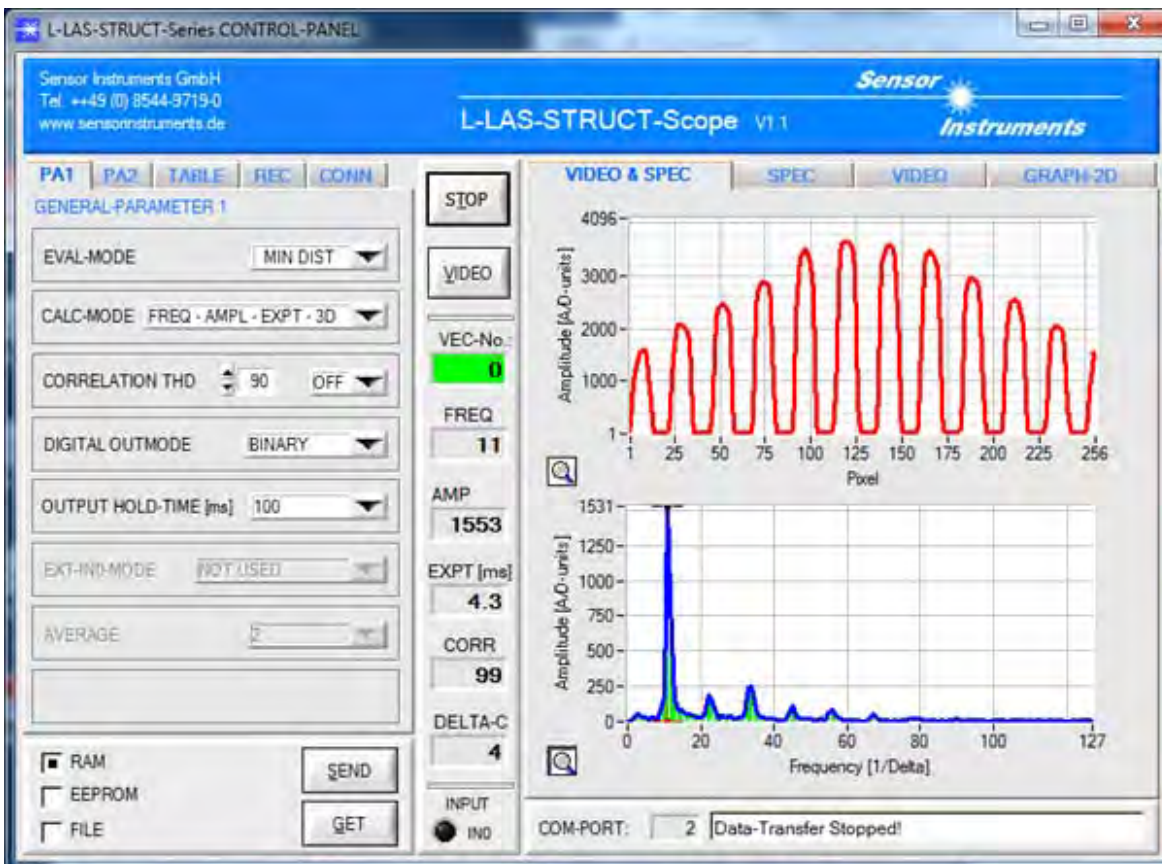 L-LAS-STRUCT-Series CONTROL-PANEL
Sensor Instruments GmbH
Tel. ++49 (0) 8544-9719-0
www.sensorinstruments.de
L-LAS-STRUCT-Scope V1.1
Sensor
Instruments
PA1 PA2 TABLE REC CONN
GENERAL-PARAMETER 1
EVAL-MODE MIN DIST
CALC-MODE FREQ - AMPL - EXPT - 3D
CORRELATION THD 90 OFF
DIGITAL OUTMODE BINARY
OUTPUT HOLD-TIME [ms] 100
EXT-IN0-MODE NOT USED
AVERAGE 2
RAM
EEPROM
FILE
SEND
GET
STOP
VIDEO
VEC-No.:
0
FREQ
11
AMP
1553
EXPT [ms]
4.3
CORR
99
DELTA-C
4
INPUT
IN0
VIDEO & SPEC SPEC VIDEO GRAPH-2D
Amplitude [A/D-units]
4096
3000
2000
1000
1
1 25 50 75 100 125 150 175 200 225 256
Pixel
Amplitude [A/D-units]
1531
1250
1000
750
500
250
0
0 20 40 60 80 100 127
Frequency [1/Delta]
COM-PORT: 2 Data-Transfer Stopped!